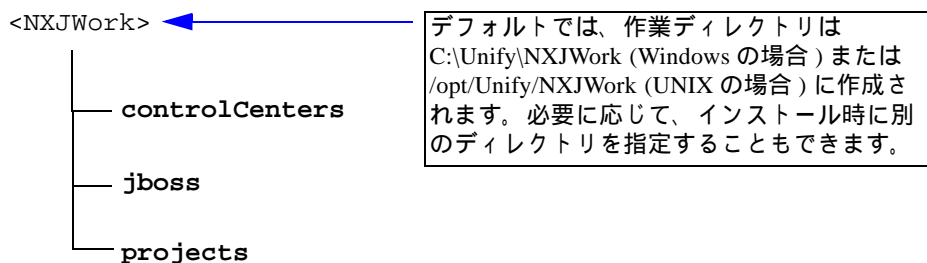 <NXJWork>
デフォルトでは、作業ディレクトリは
C:\Unify\NXJWork (Windows の場合 ) または
/opt/Unify/NXJWork (UNIX の場合 ) に作成さ
れます。必要に応じて、インストール時に別
のディレクトリを指定することもできます。
controlCenters
jboss
projects